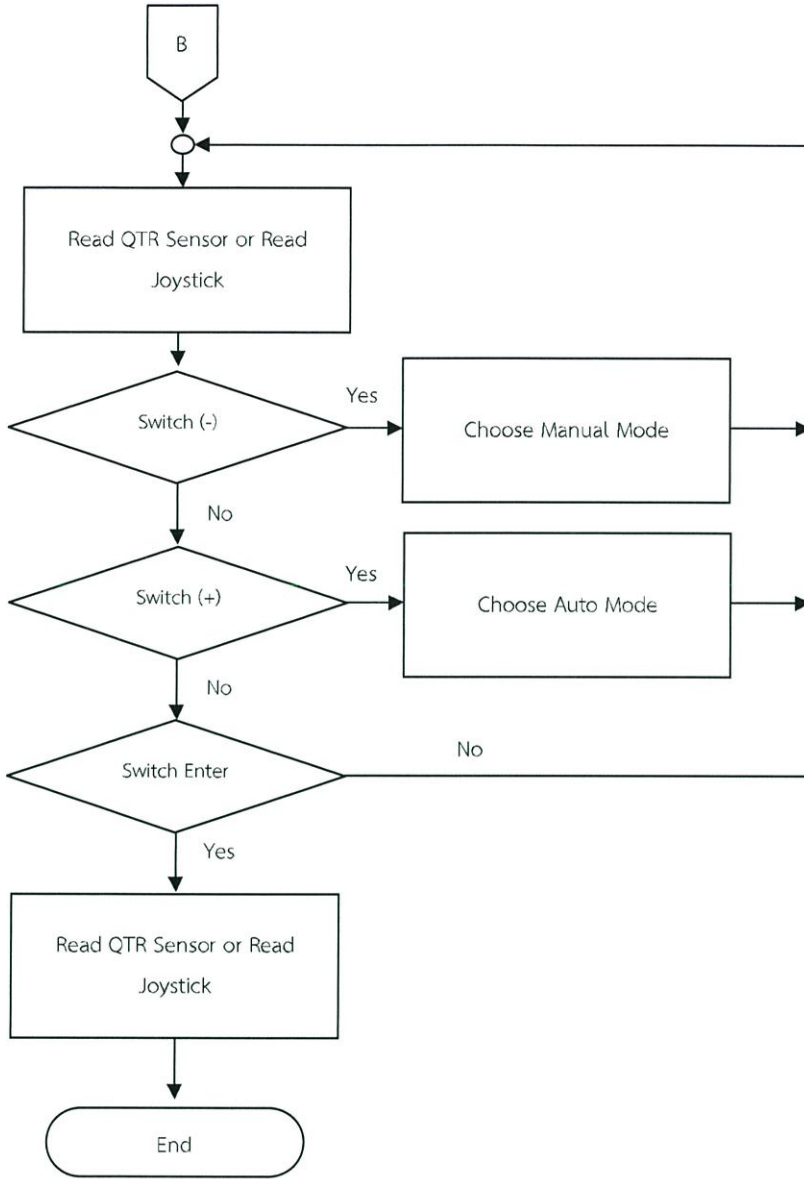 B
Read QTR Sensor or Read
Joystick
Switch (-)
Yes
Choose Manual Mode
No
Switch (+)
Yes
Choose Auto Mode
No
Switch Enter
No
Yes
Read QTR Sensor or Read
Joystick
End